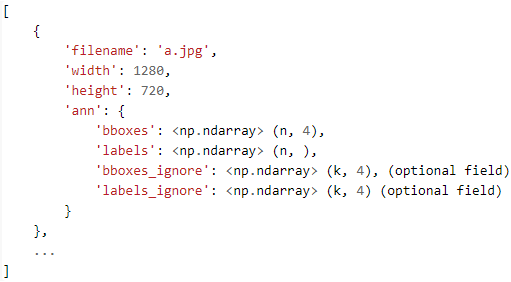 [
    {
        'filename': 'a.jpg',
        'width': 1280,
        'height': 720,
        'ann': {
            'bboxes': <np.ndarray> (n, 4),
            'labels': <np.ndarray> (n, ),
            'bboxes_ignore': <np.ndarray> (k, 4), (optional field)
            'labels_ignore': <np.ndarray> (k, 4) (optional field)
        }
    },
    ...
]